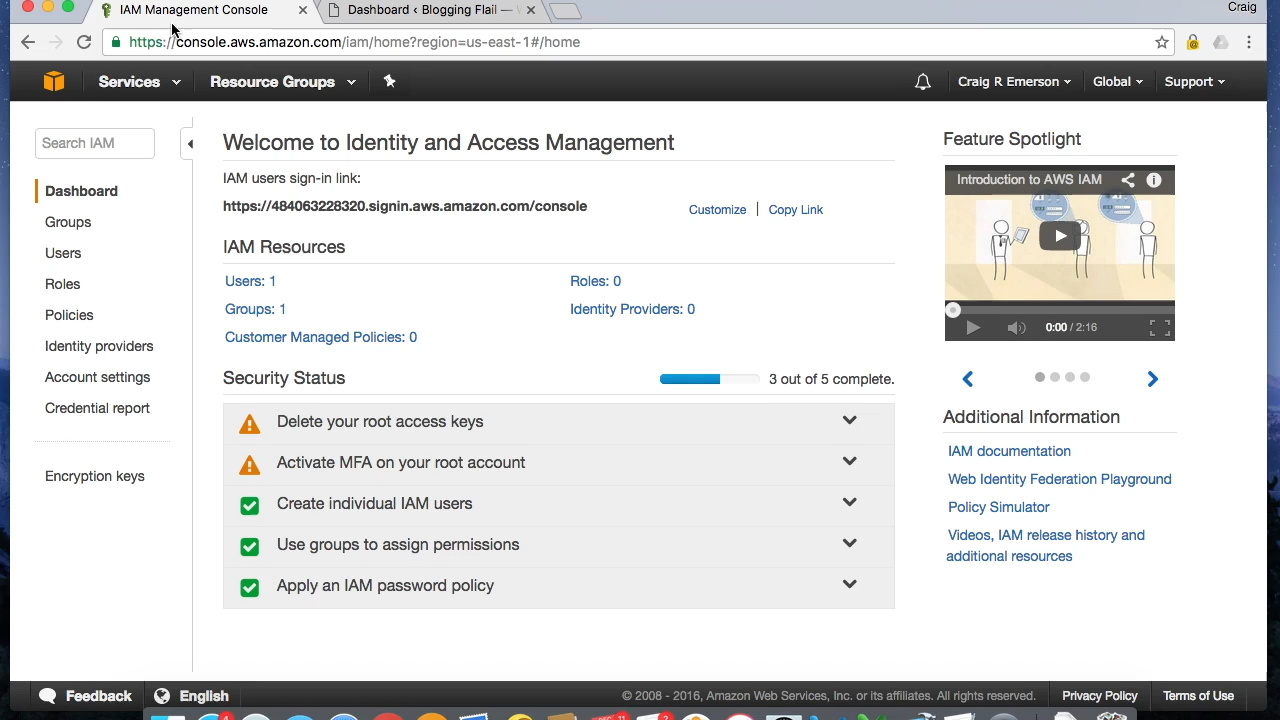 IAM Management Console
Dashboard ‹ Blogging Flail —
Craig
https://console.aws.amazon.com/iam/home?region=us-east-1#/home
Services
Resource Groups
Craig R Emerson
Global
Support
Search IAM
Dashboard
Groups
Users
Roles
Policies
Identity providers
Account settings
Credential report
Encryption keys
Welcome to Identity and Access Management
IAM users sign-in link:
https://484063228320.signin.aws.amazon.com/console
Customize | Copy Link
IAM Resources
Users: 1
Roles: 0
Groups: 1
Identity Providers: 0
Customer Managed Policies: 0
Security Status
3 out of 5 complete.
Delete your root access keys
Activate MFA on your root account
Create individual IAM users
Use groups to assign permissions
Apply an IAM password policy
Feature Spotlight
Introduction to AWS IAM
0:00 / 2:16
Additional Information
IAM documentation
Web Identity Federation Playground
Policy Simulator
Videos, IAM release history and
additional resources
Feedback
English
© 2008 - 2016, Amazon Web Services, Inc. or its affiliates. All rights reserved.
Privacy Policy
Terms of Use